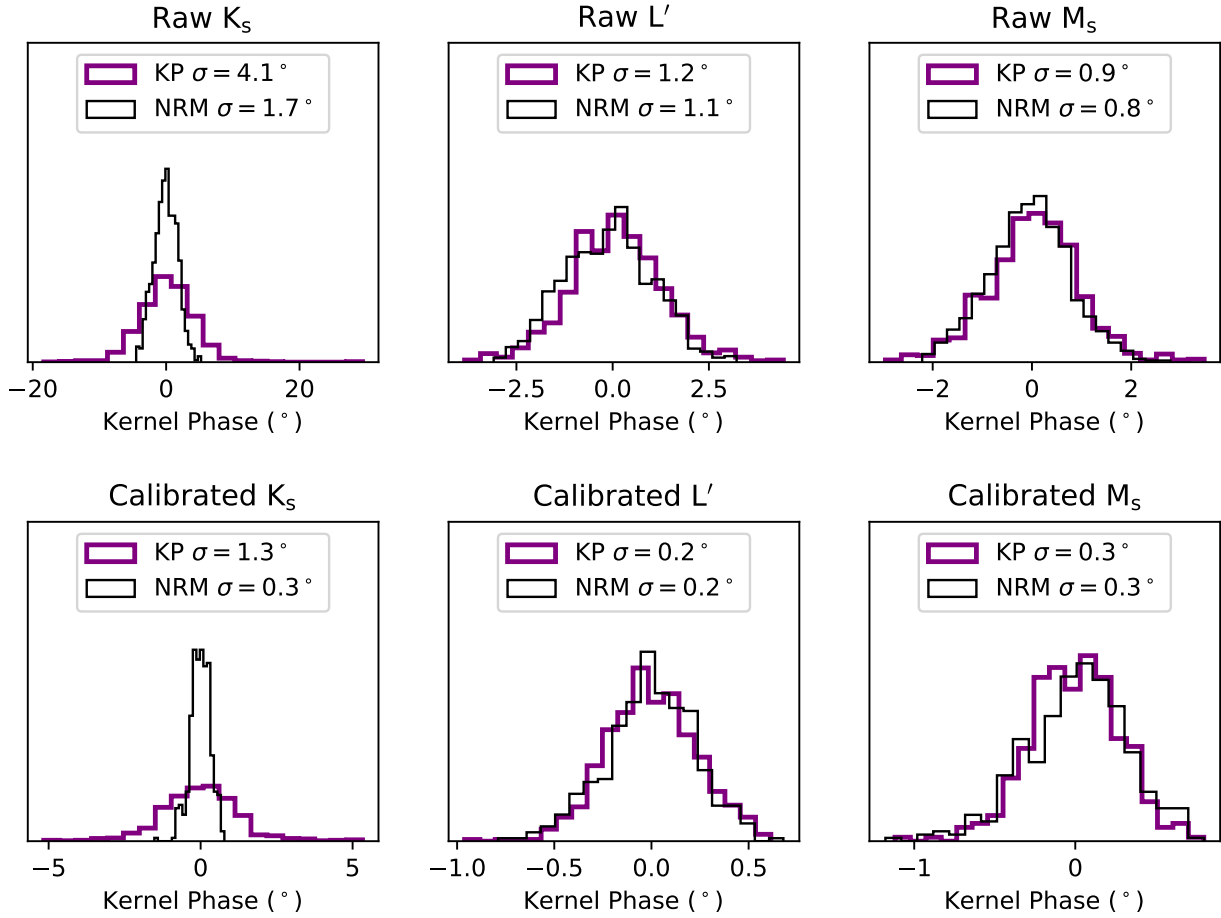 Raw Kₛ
KP σ = 4.1°
NRM σ = 1.7°
−20 0 20
Kernel Phase (°)
Raw L′
KP σ = 1.2°
NRM σ = 1.1°
−2.5 0.0 2.5
Kernel Phase (°)
Raw Mₛ
KP σ = 0.9°
NRM σ = 0.8°
−2 0 2
Kernel Phase (°)
Calibrated Kₛ
KP σ = 1.3°
NRM σ = 0.3°
−5 0 5
Kernel Phase (°)
Calibrated L′
KP σ = 0.2°
NRM σ = 0.2°
−1.0 −0.5 0.0 0.5
Kernel Phase (°)
Calibrated Mₛ
KP σ = 0.3°
NRM σ = 0.3°
−1 0
Kernel Phase (°)